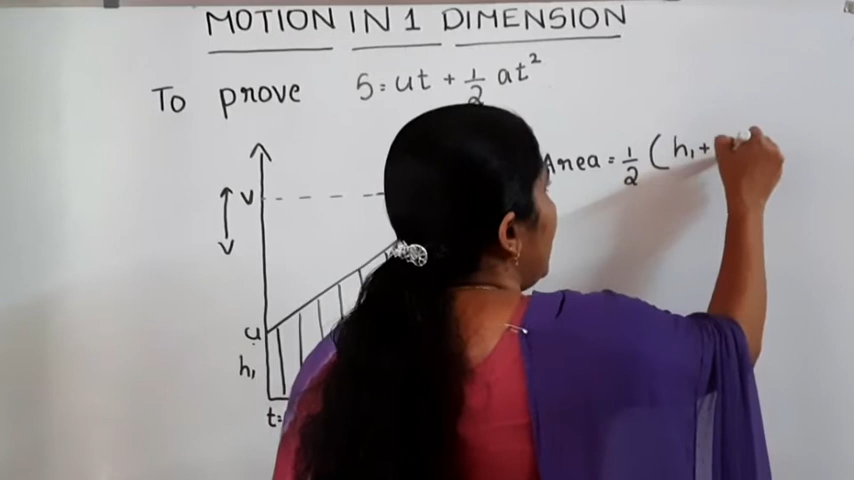 MOTION IN 1 DIMENSION
To prove S = ut + 1/2 at²
Area = 1/2 (h₁ +
v
u
h₁
t=